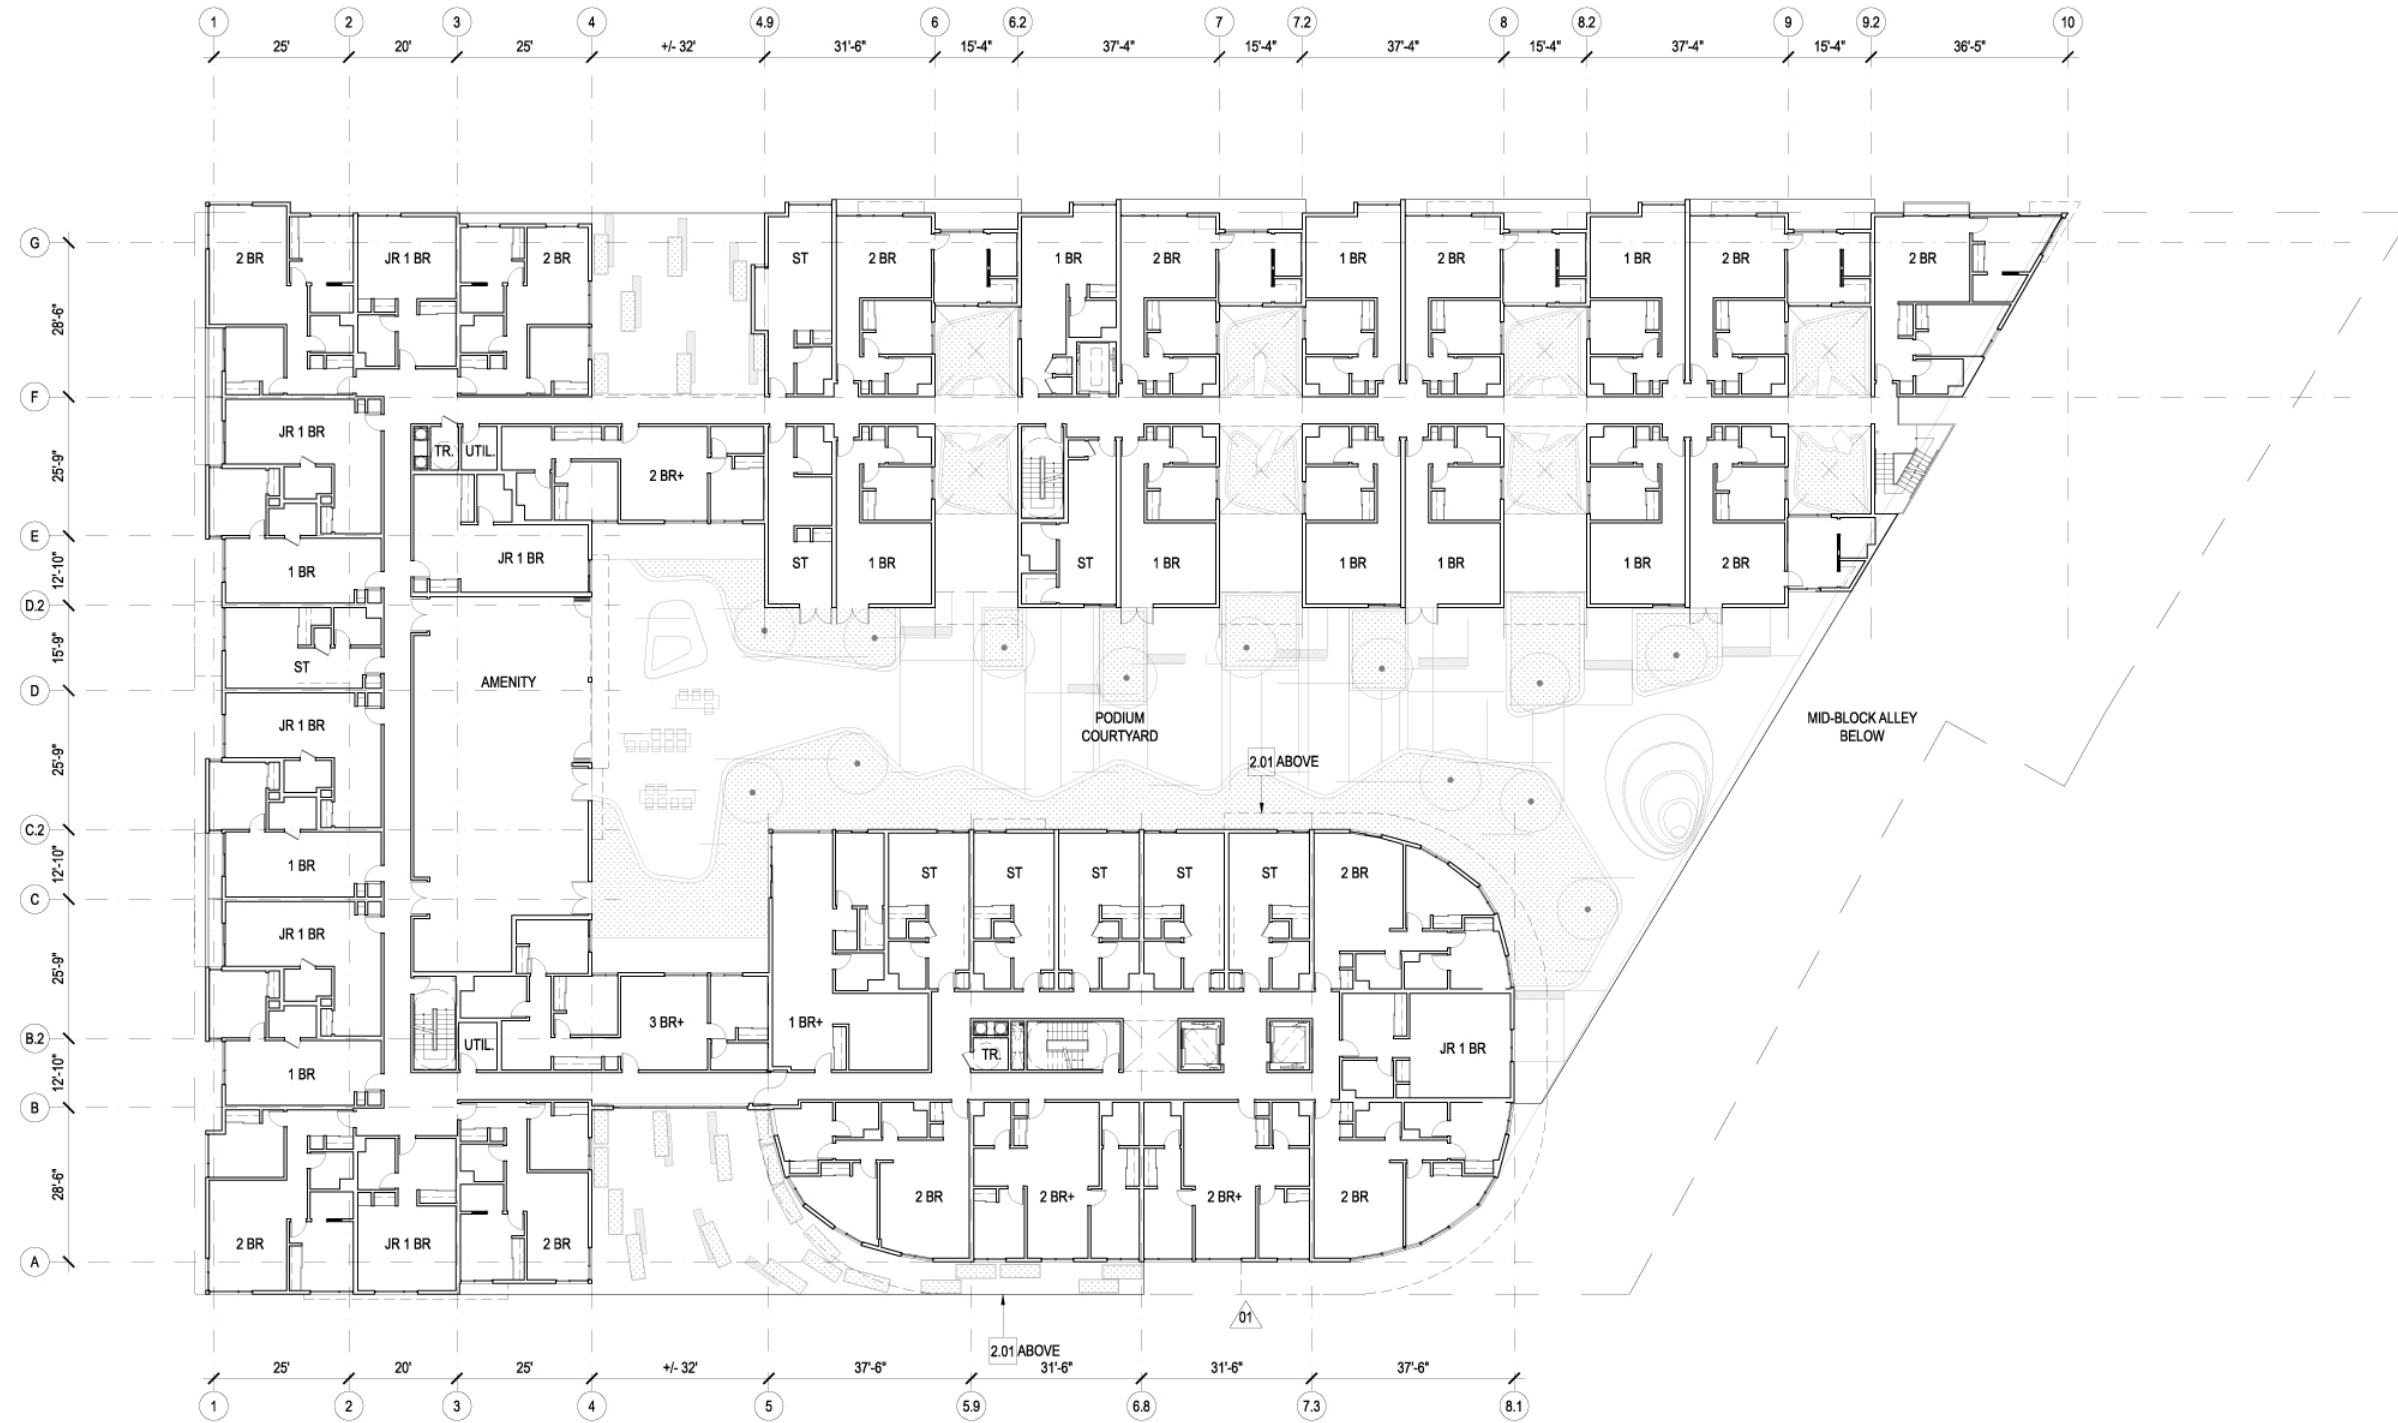 1 2 3 4 4.9 6 6.2 7 7.2 8 8.2 9 9.2 10
25' 20' 25' +/- 32' 31'-6" 15'-4" 37'-4" 15'-4" 37'-4" 15'-4" 37'-4" 15'-4" 36'-5"
G
2 BR JR 1 BR 2 BR ST 2 BR 1 BR 2 BR 1 BR 2 BR 1 BR 2 BR 2 BR
28'-6"
F
JR 1 BR
TR. UTIL.
25'-9"
2 BR+
E
JR 1 BR ST 1 BR ST 1 BR 1 BR 1 BR 1 BR 2 BR
1 BR
12'-10"
D.2
15'-9"
ST
AMENITY
D
JR 1 BR
PODIUM
COURTYARD
MID-BLOCK ALLEY
BELOW
25'-9"
2.01 ABOVE
C.2
12'-10"
1 BR
ST ST ST ST ST 2 BR
C
JR 1 BR
25'-9"
3 BR+ 1 BR+
B.2
UTIL.
TR.
JR 1 BR
12'-10"
1 BR
B
28'-6"
2 BR 2 BR+ 2 BR+ 2 BR
2 BR JR 1 BR 2 BR
A
01
2.01 ABOVE
25' 20' 25' +/- 32' 37'-6" 31'-6" 31'-6" 37'-6"
1 2 3 4 5 5.9 6.8 7.3 8.1